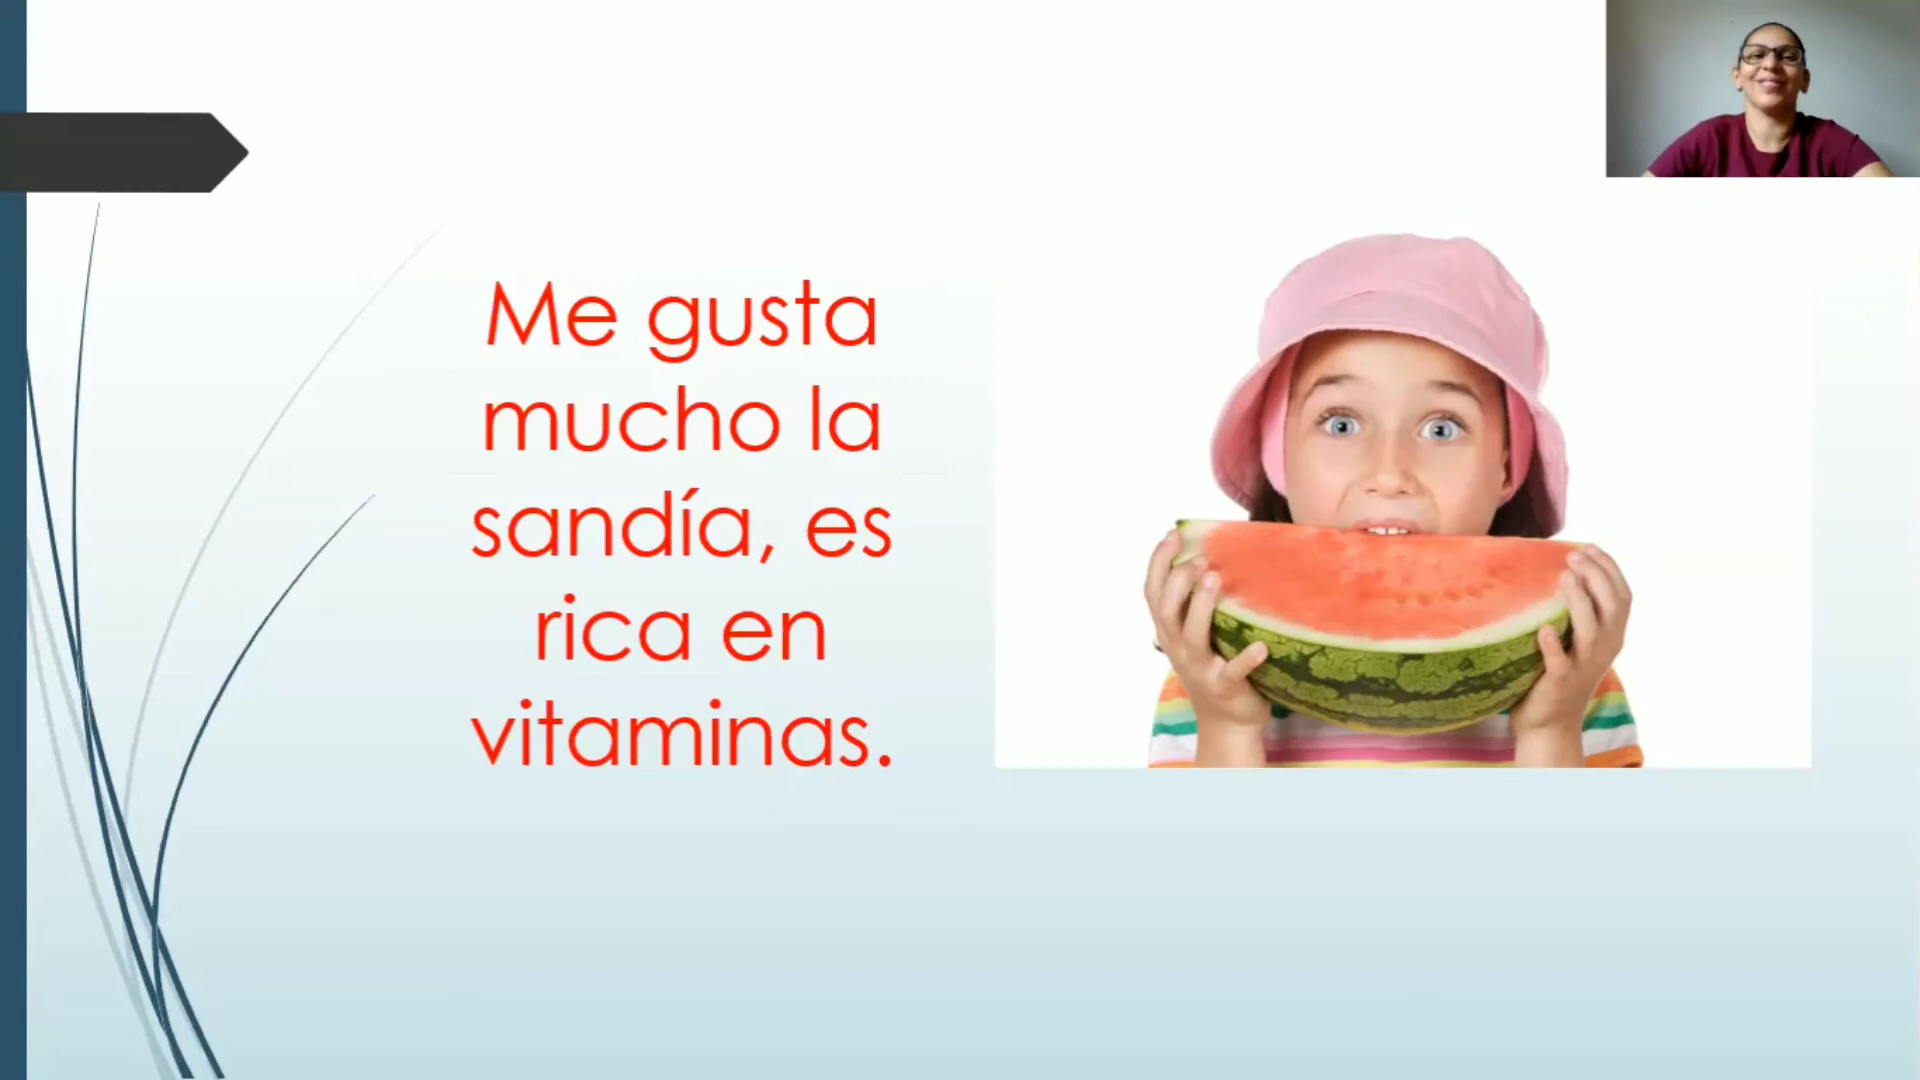 Me gusta
mucho la
sandía, es
rica en
vitaminas.